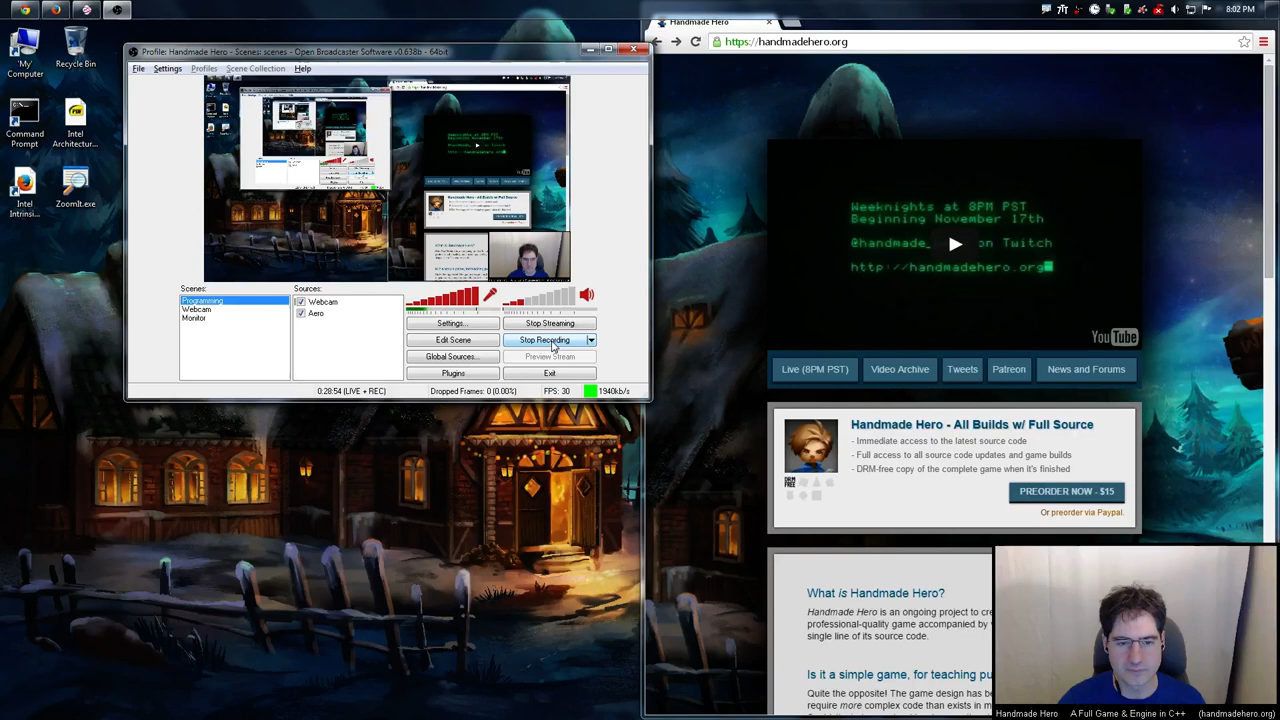 8:02 PM
Handmade Hero
https://handmadehero.org
My Computer
Recycle Bin
Command Prompt
Intel Architectur...
Intel Intrinsi...
ZoomIt.exe
Profile: Handmade Hero - Scenes: scenes - Open Broadcaster Software v0.638b - 64bit
File Settings Profiles Scene Collection Help
Scenes:
Programming
Webcam
Monitor
Sources:
Webcam
Aero
Settings...
Stop Streaming
Edit Scene
Stop Recording
Global Sources...
Preview Stream
Plugins
Exit
0:28:54 (LIVE + REC)
Dropped Frames: 0 (0.00%)
FPS: 30
1940kb/s
Weeknights at 8PM PST
Beginning November 17th
@handmade_ on Twitch
http://handmadehero.org
YouTube
Live (8PM PST)
Video Archive
Tweets
Patreon
News and Forums
Handmade Hero - All Builds w/ Full Source
- Immediate access to the latest source code
- Full access to all source code updates and game builds
- DRM-free copy of the complete game when it's finished
DRM
FREE
PREORDER NOW - $15
Or preorder via Paypal.
What is Handmade Hero?
Handmade Hero is an ongoing project to
professional-quality game accompanied by
single line of its source code.
Is it a simple game, for teaching
Quite the opposite! The game design has
require more complex code than exists in
Handmade Hero A Full Game & Engine in C++ (handmadehero.org)